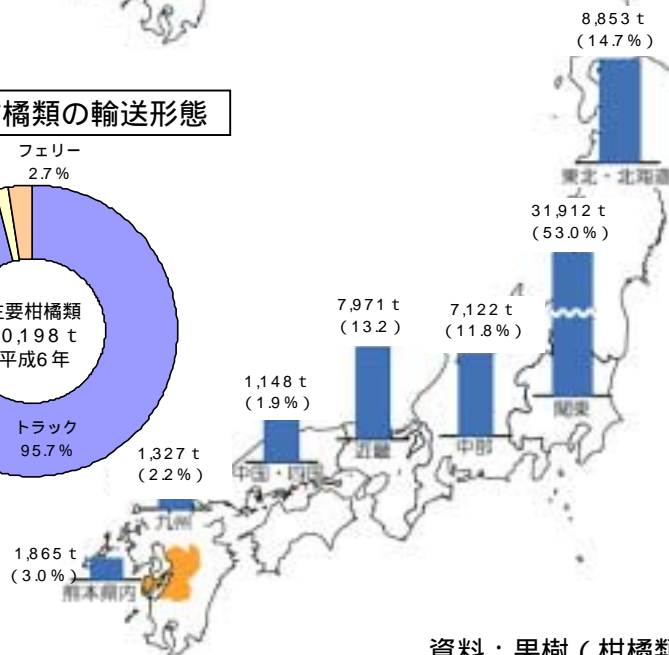 8,853 t
(14.7%)
橘類の輸送形態
フェリー
2.7%
東北・北海道
31,912 t
(53.0%)
7,971 t
(13.2)
7,122 t
(11.8%)
主要柑橘類
0,198 t
平成6年
1,148 t
(1.9%)
関東
トラック
95.7%
近畿
中部
1,327 t
(2.2%)
中国・四国
九州
1,865 t
(3.0%)
熊本県内
資料：果樹（柑橘類